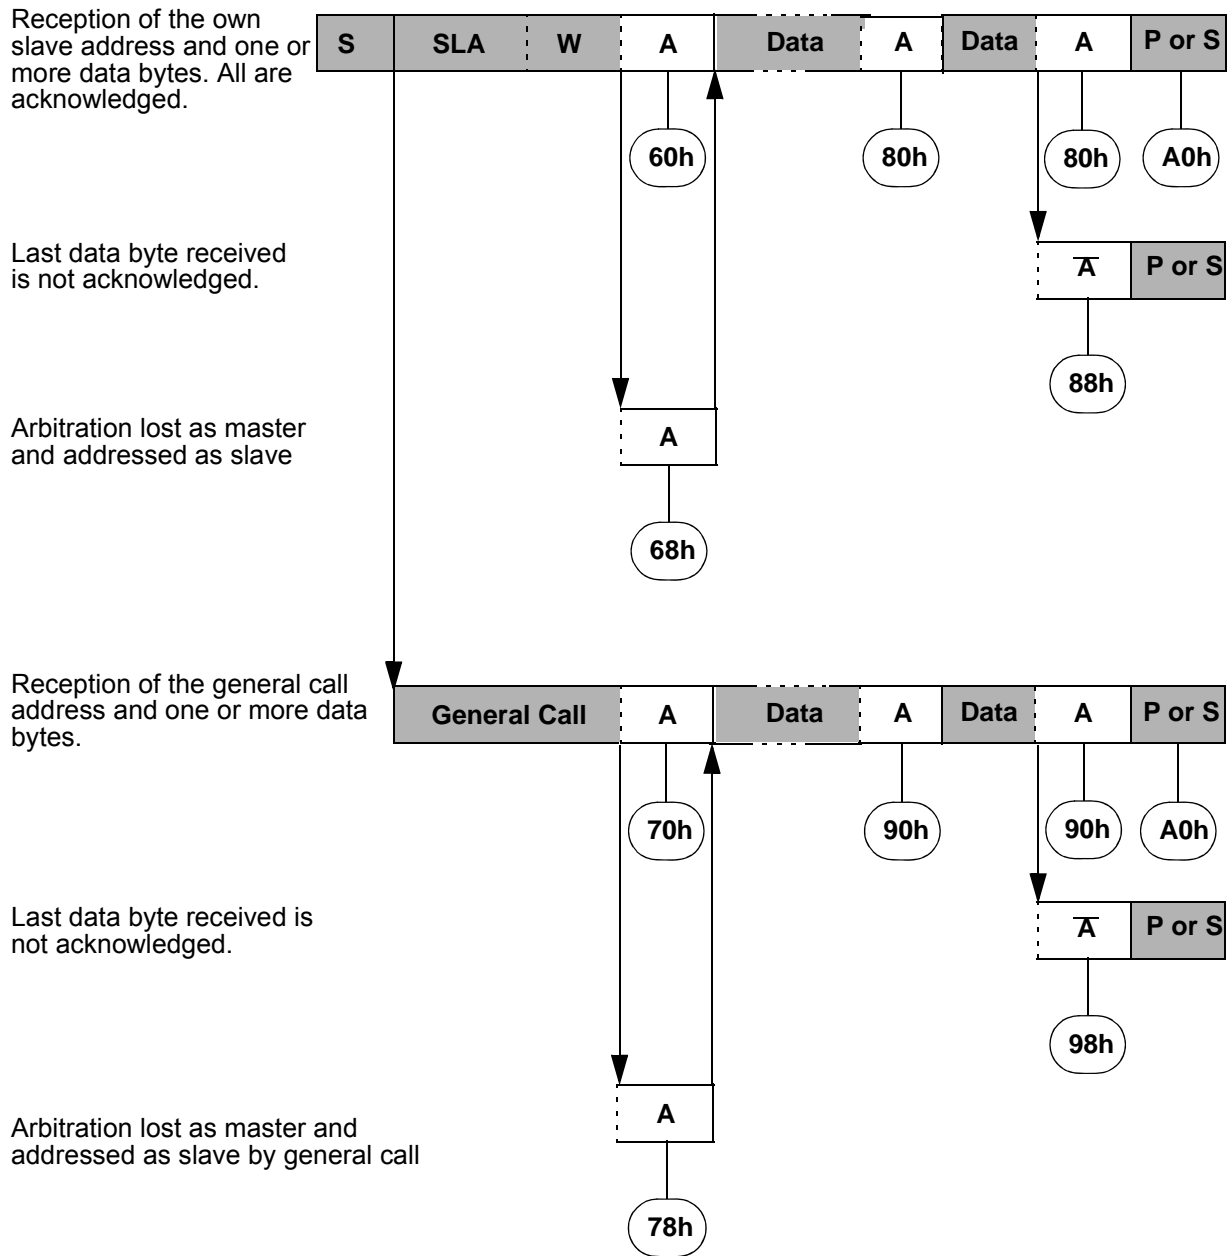 Reception of the own
slave address and one or
more data bytes. All are
acknowledged.
S SLA W A Data A Data A P or S
60h 80h 80h A0h
Last data byte received
is not acknowledged.
A̅ P or S
88h
Arbitration lost as master
and addressed as slave
A
68h
Reception of the general call
address and one or more data
bytes.
General Call A Data A Data A P or S
70h 90h 90h A0h
Last data byte received is
not acknowledged.
A̅ P or S
98h
Arbitration lost as master and
addressed as slave by general call
A
78h